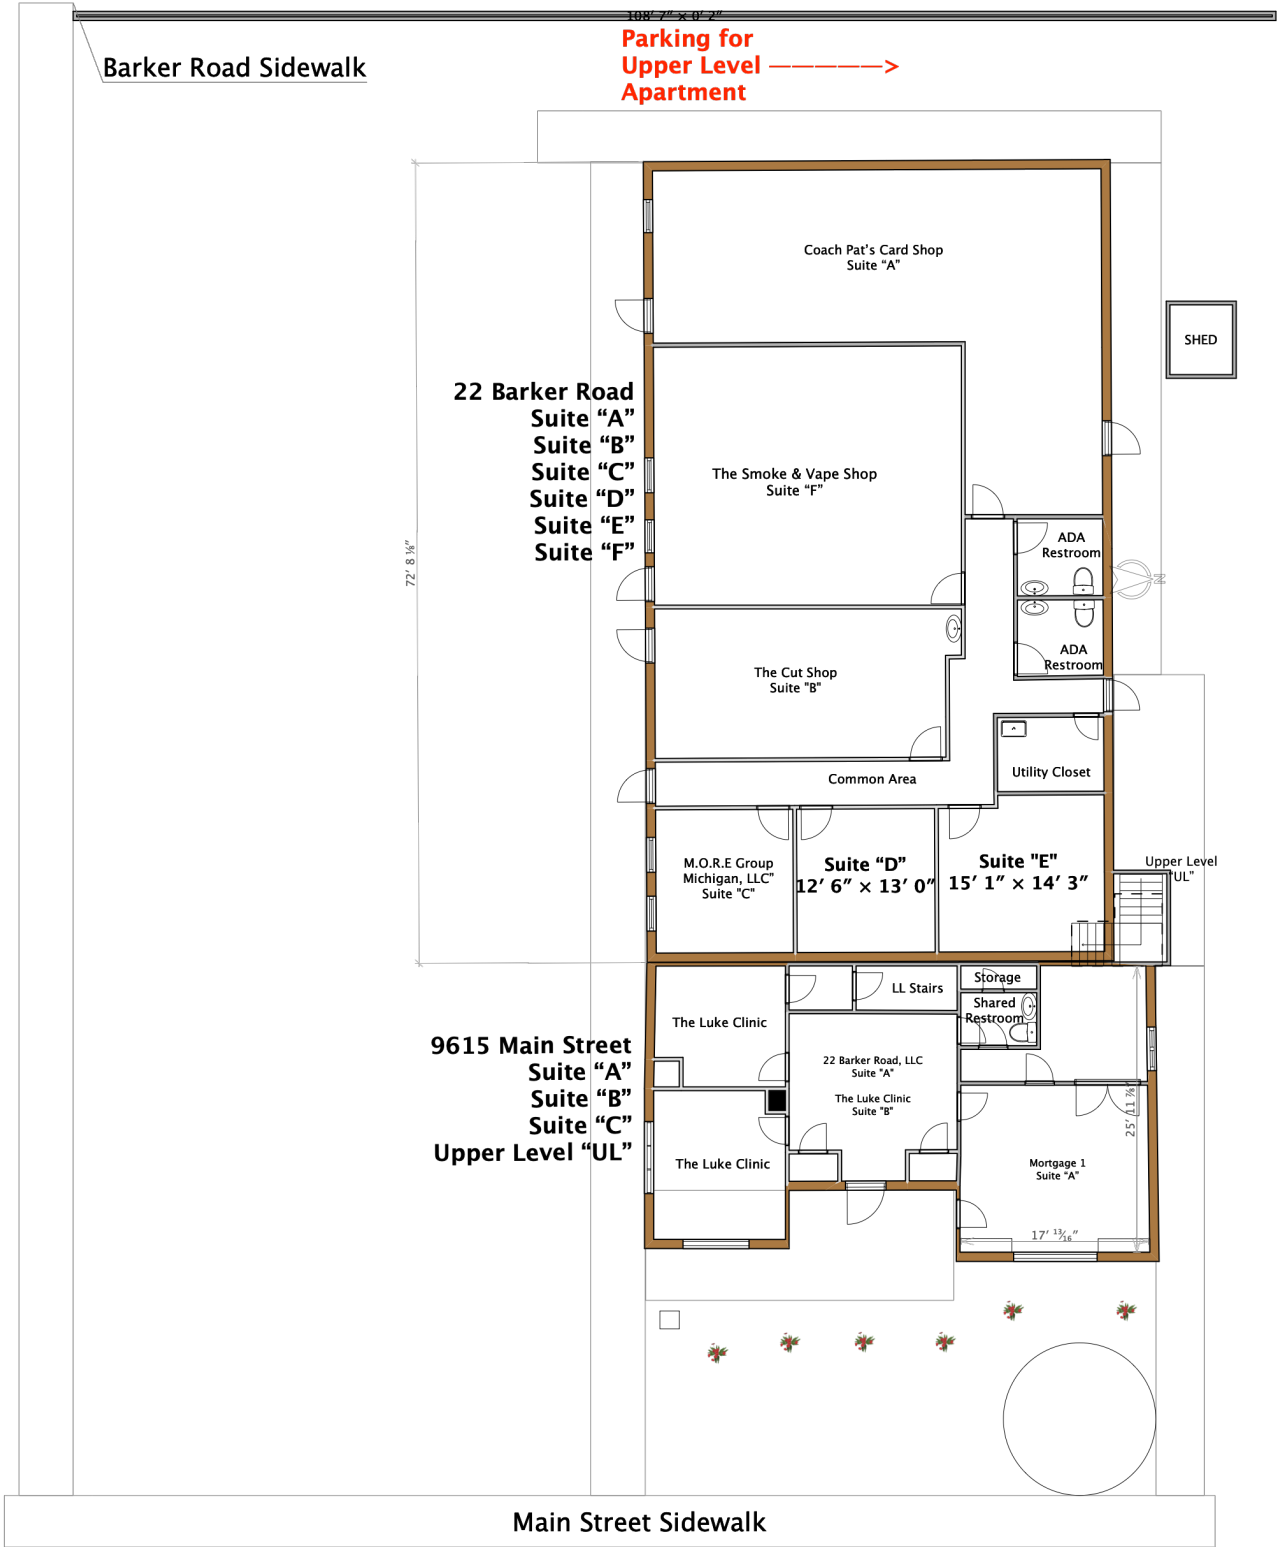 108' 7" × 0' 2"
Parking for
Upper Level —————>
Apartment
Barker Road Sidewalk
Coach Pat’s Card Shop
Suite “A”
SHED
22 Barker Road
Suite “A”
Suite “B”
Suite “C”
Suite “D”
Suite “E”
Suite “F”
The Smoke & Vape Shop
Suite “F”
72' 8 ⅛"
ADA
Restroom
N
ADA
Restroom
The Cut Shop
Suite "B"
Utility Closet
Common Area
M.O.R.E Group
Michigan, LLC”
Suite "C"
Suite “D”
12’ 6” × 13’ 0”
Suite "E"
15’ 1” × 14’ 3”
Upper Level
“UL”
Storage
LL Stairs
Shared
Restroom
The Luke Clinic
9615 Main Street
Suite “A”
Suite “B”
Suite “C”
Upper Level “UL”
22 Barker Road, LLC
Suite "A"
The Luke Clinic
Suite "B"
25' 11 ⅞"
The Luke Clinic
Mortgage 1
Suite “A”
17' 13/16"
Main Street Sidewalk